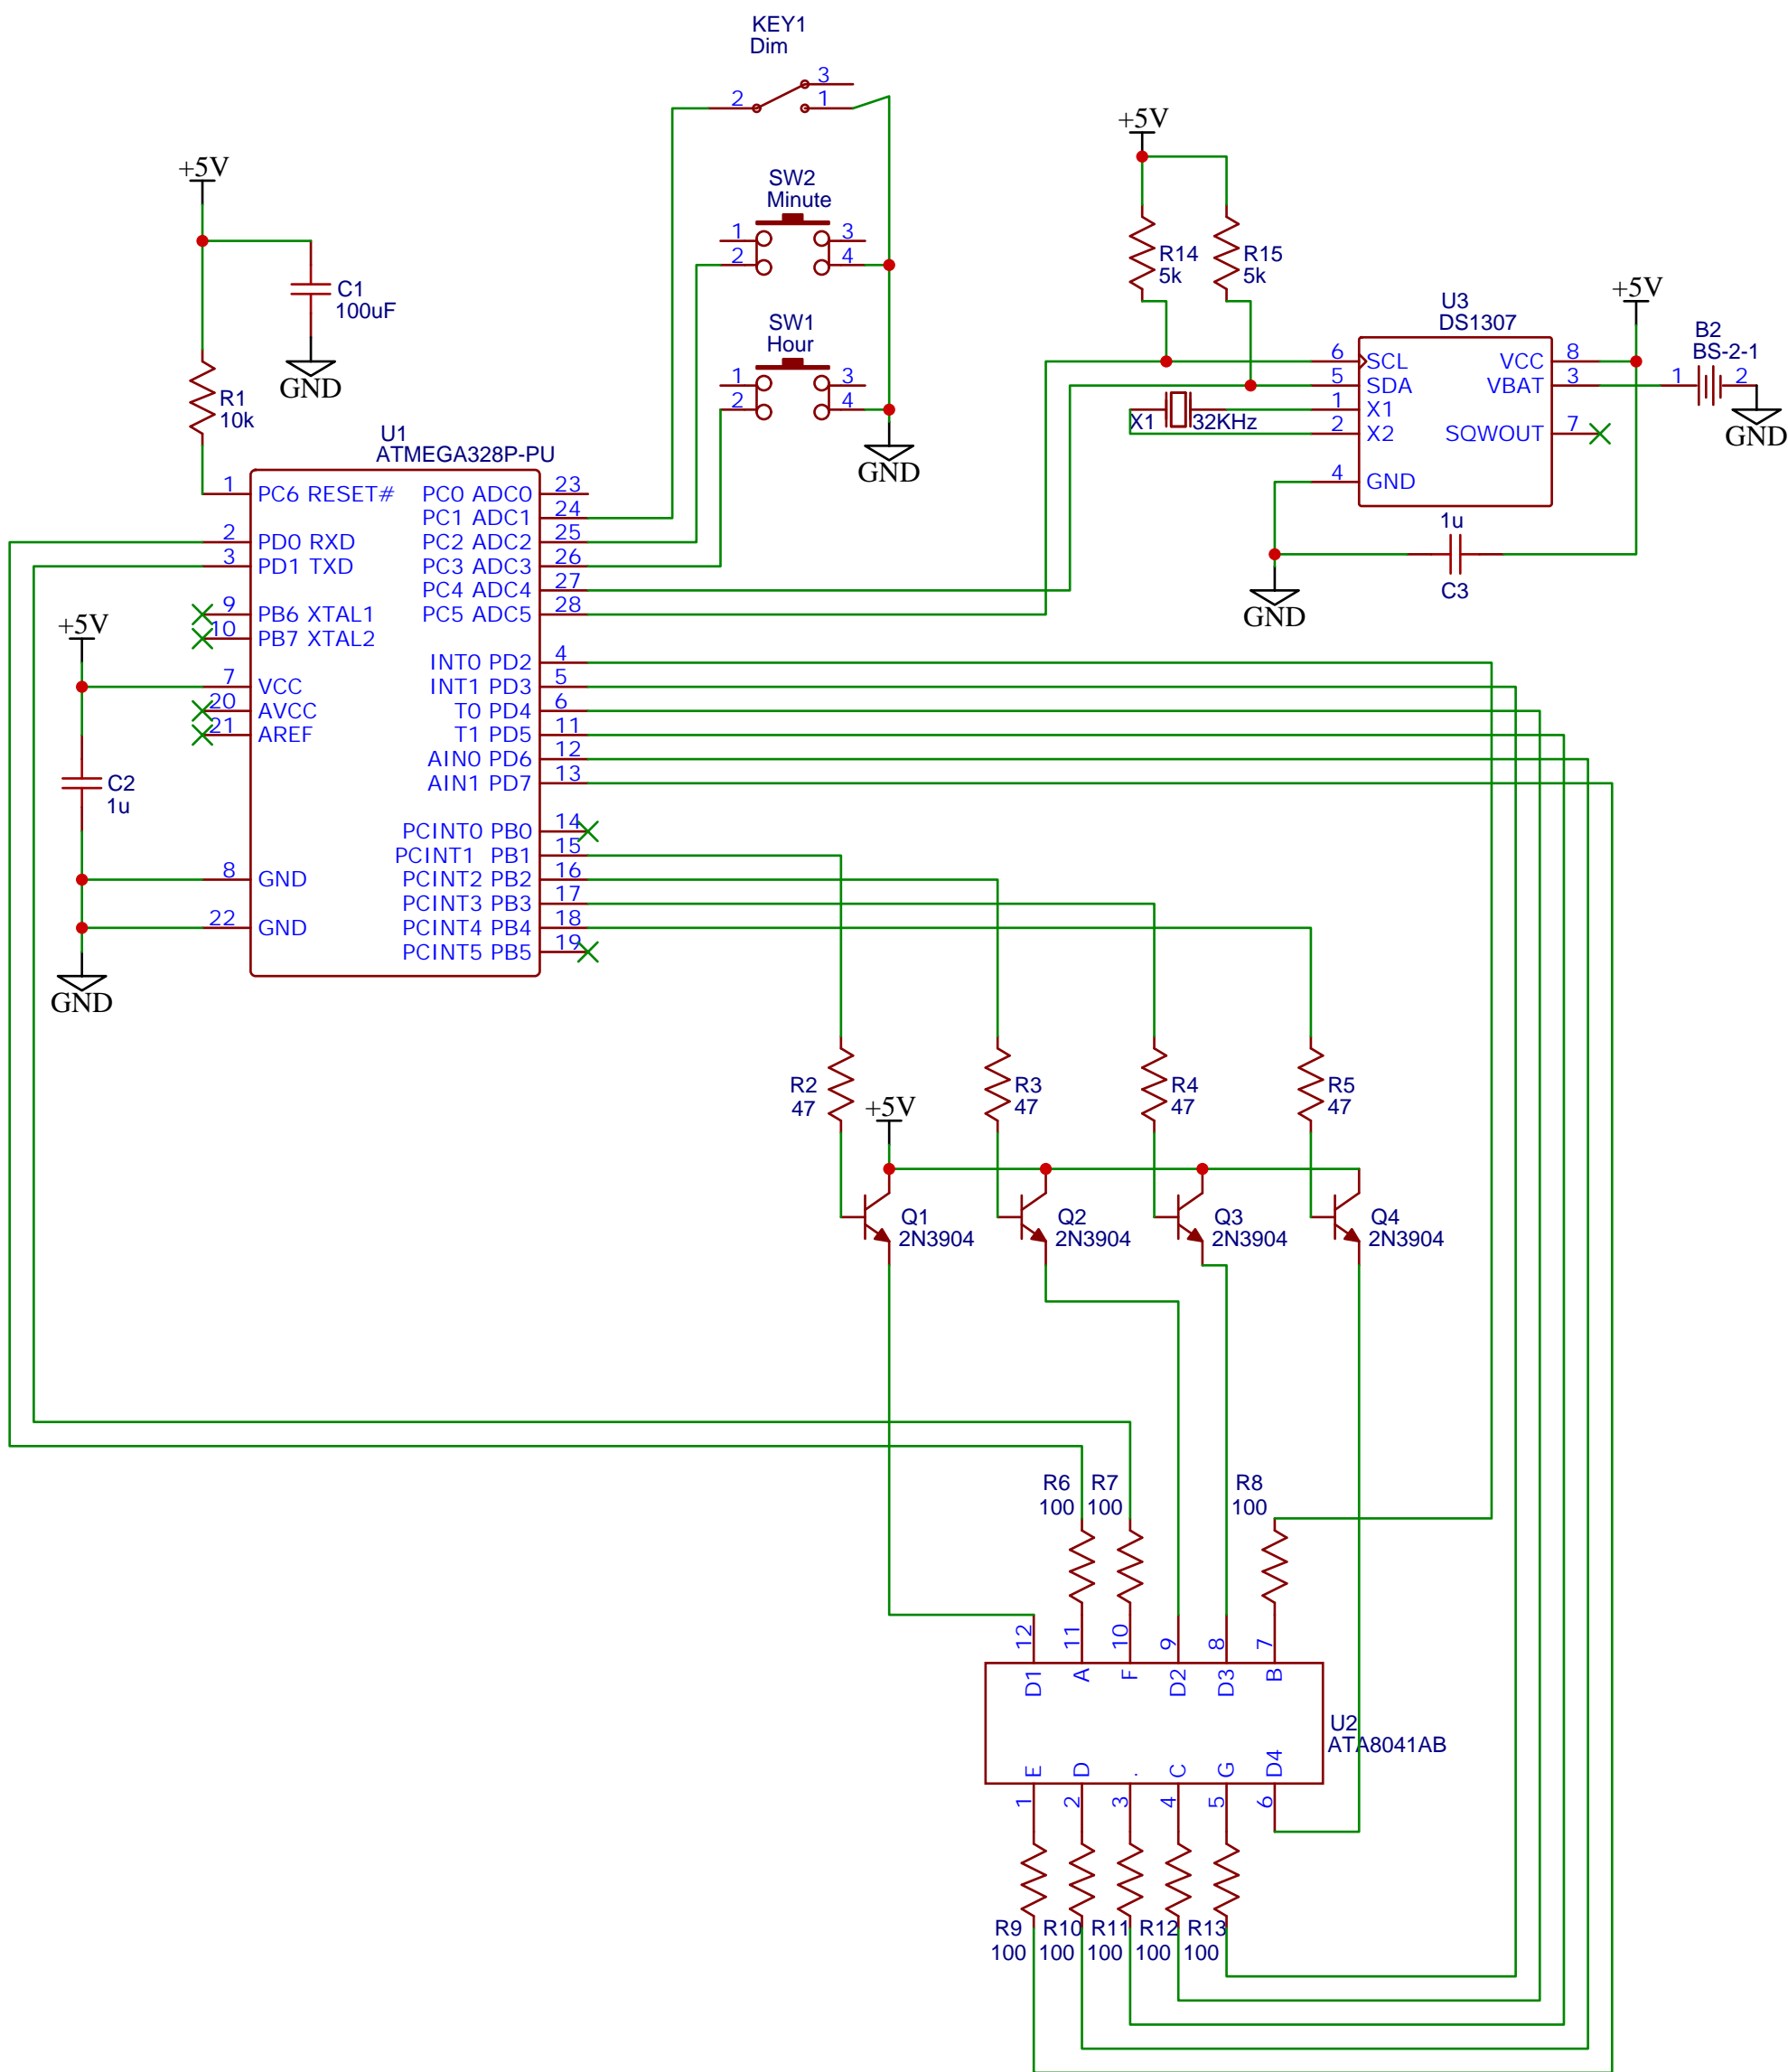 KEY1
Dim
3
2
1
+5V
SW2
Minute
1
3
2
4
SW1
Hour
1
3
2
4
GND
+5V
C1
100uF
GND
R1
10k
+5V
R14
5k
R15
5k
U3
DS1307
+5V
B2
BS-2-1
6 SCL VCC 8
5 SDA VBAT 3
1 X1
2 X2 SQWOUT 7
4 GND
1 2
GND
X1 32KHz
1u
C3
GND
U1
ATMEGA328P-PU
1 PC6 RESET# PC0 ADC0 23
PC1 ADC1 24
2 PD0 RXD PC2 ADC2 25
3 PD1 TXD PC3 ADC3 26
PC4 ADC4 27
9 PB6 XTAL1 PC5 ADC5 28
10 PB7 XTAL2
INT0 PD2 4
7 VCC INT1 PD3 5
20 AVCC T0 PD4 6
21 AREF T1 PD5 11
AIN0 PD6 12
AIN1 PD7 13
PCINT0 PB0 14
PCINT1 PB1 15
8 GND PCINT2 PB2 16
PCINT3 PB3 17
22 GND PCINT4 PB4 18
PCINT5 PB5 19
+5V
C2
1u
GND
R2
47
+5V
R3
47
R4
47
R5
47
Q1
2N3904
Q2
2N3904
Q3
2N3904
Q4
2N3904
R6
100
R7
100
R8
100
12 11 10 9 8 7
D1 A F D2 D3 B
U2
ATA8041AB
E D . C G D4
1 2 3 4 5 6
R9
100
R10
100
R11
100
R12
100
R13
100